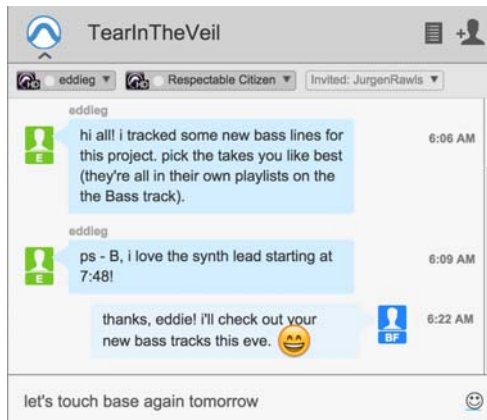 TearInTheVeil
eddieg Respectable Citizen Invited: JurgenRawls
eddieg
hi all! i tracked some new bass lines for
this project. pick the takes you like best
(they're all in their own playlists on the
the Bass track).
6:06 AM
E
eddieg
ps - B, i love the synth lead starting at
7:48!
6:09 AM
E
thanks, eddie! i'll check out your
new bass tracks this eve.
BF
6:22 AM
let's touch base again tomorrow